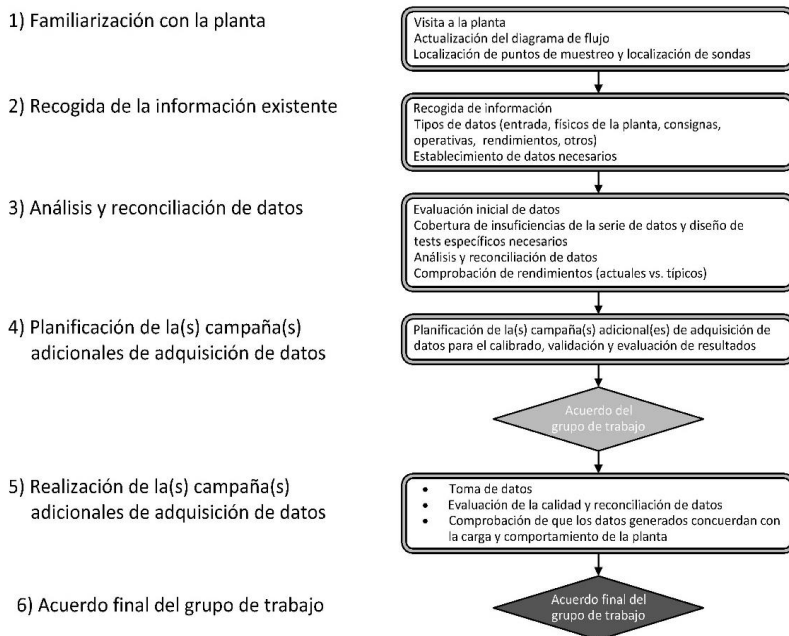 1) Familiarización con la planta
Visita a la planta
Actualización del diagrama de flujo
Localización de puntos de muestreo y localización de sondas
2) Recogida de la información existente
Recogida de información
Tipos de datos (entrada, físicos de la planta, consignas,
operativas, rendimientos, otros)
Establecimiento de datos necesarios
3) Análisis y reconciliación de datos
Evaluación inicial de datos
Cobertura de insuficiencias de la serie de datos y diseño de
tests específicos necesarios
Análisis y reconciliación de datos
Comprobación de rendimientos (actuales vs. típicos)
4) Planificación de la(s) campaña(s)
adicionales de adquisición de datos
Planificación de la(s) campaña(s) adicional(es) de adquisición de
datos para el calibrado, validación y evaluación de resultados
Acuerdo del
grupo de trabajo
5) Realización de la(s) campaña(s)
adicionales de adquisición de datos
• Toma de datos
• Evaluación de la calidad y reconciliación de datos
• Comprobación de que los datos generados concuerdan con
la carga y comportamiento de la planta
6) Acuerdo final del grupo de trabajo
Acuerdo final del
grupo de trabajo